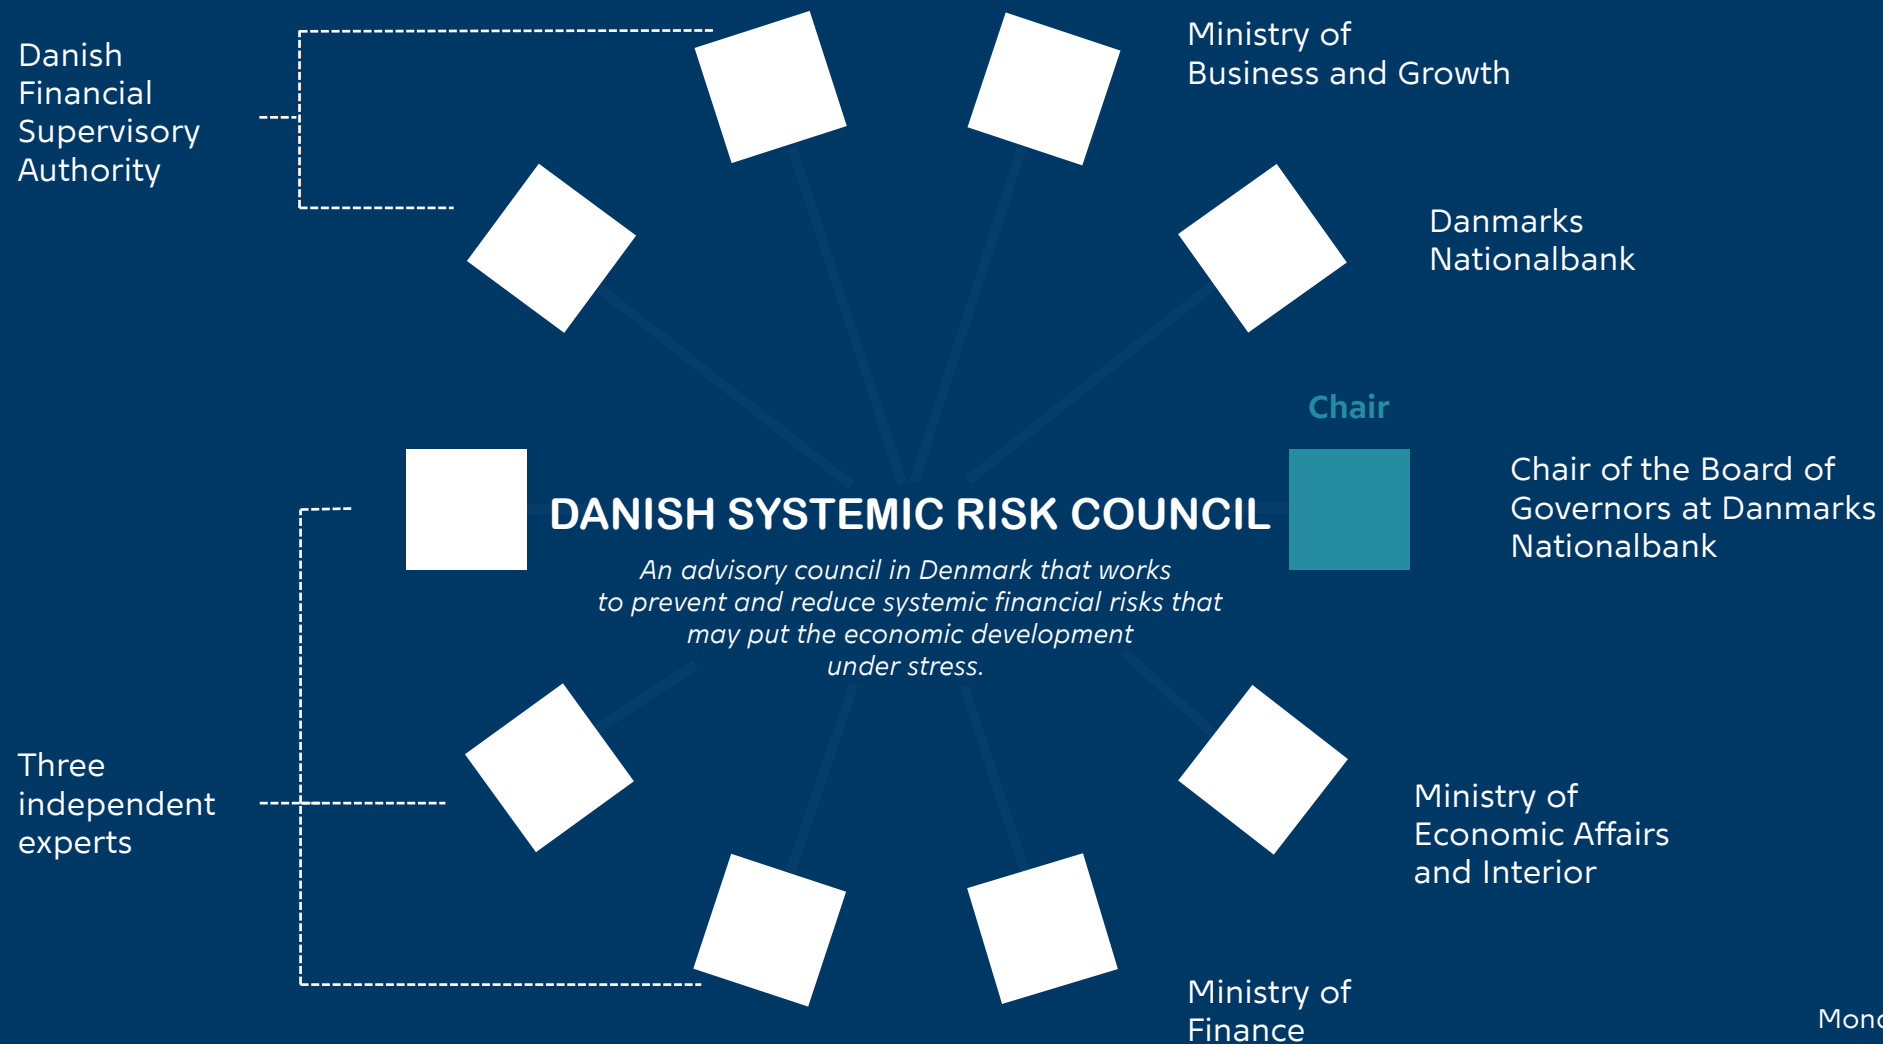 Danish
Financial
Supervisory
Authority
Ministry of
Business and Growth
Danmarks
Nationalbank
Chair
Chair of the Board of
Governors at Danmarks
Nationalbank
DANISH SYSTEMIC RISK COUNCIL
An advisory council in Denmark that works
to prevent and reduce systemic financial risks that
may put the economic development
under stress.
Three
independent
experts
Ministry of
Economic Affairs
and Interior
Ministry of
Finance